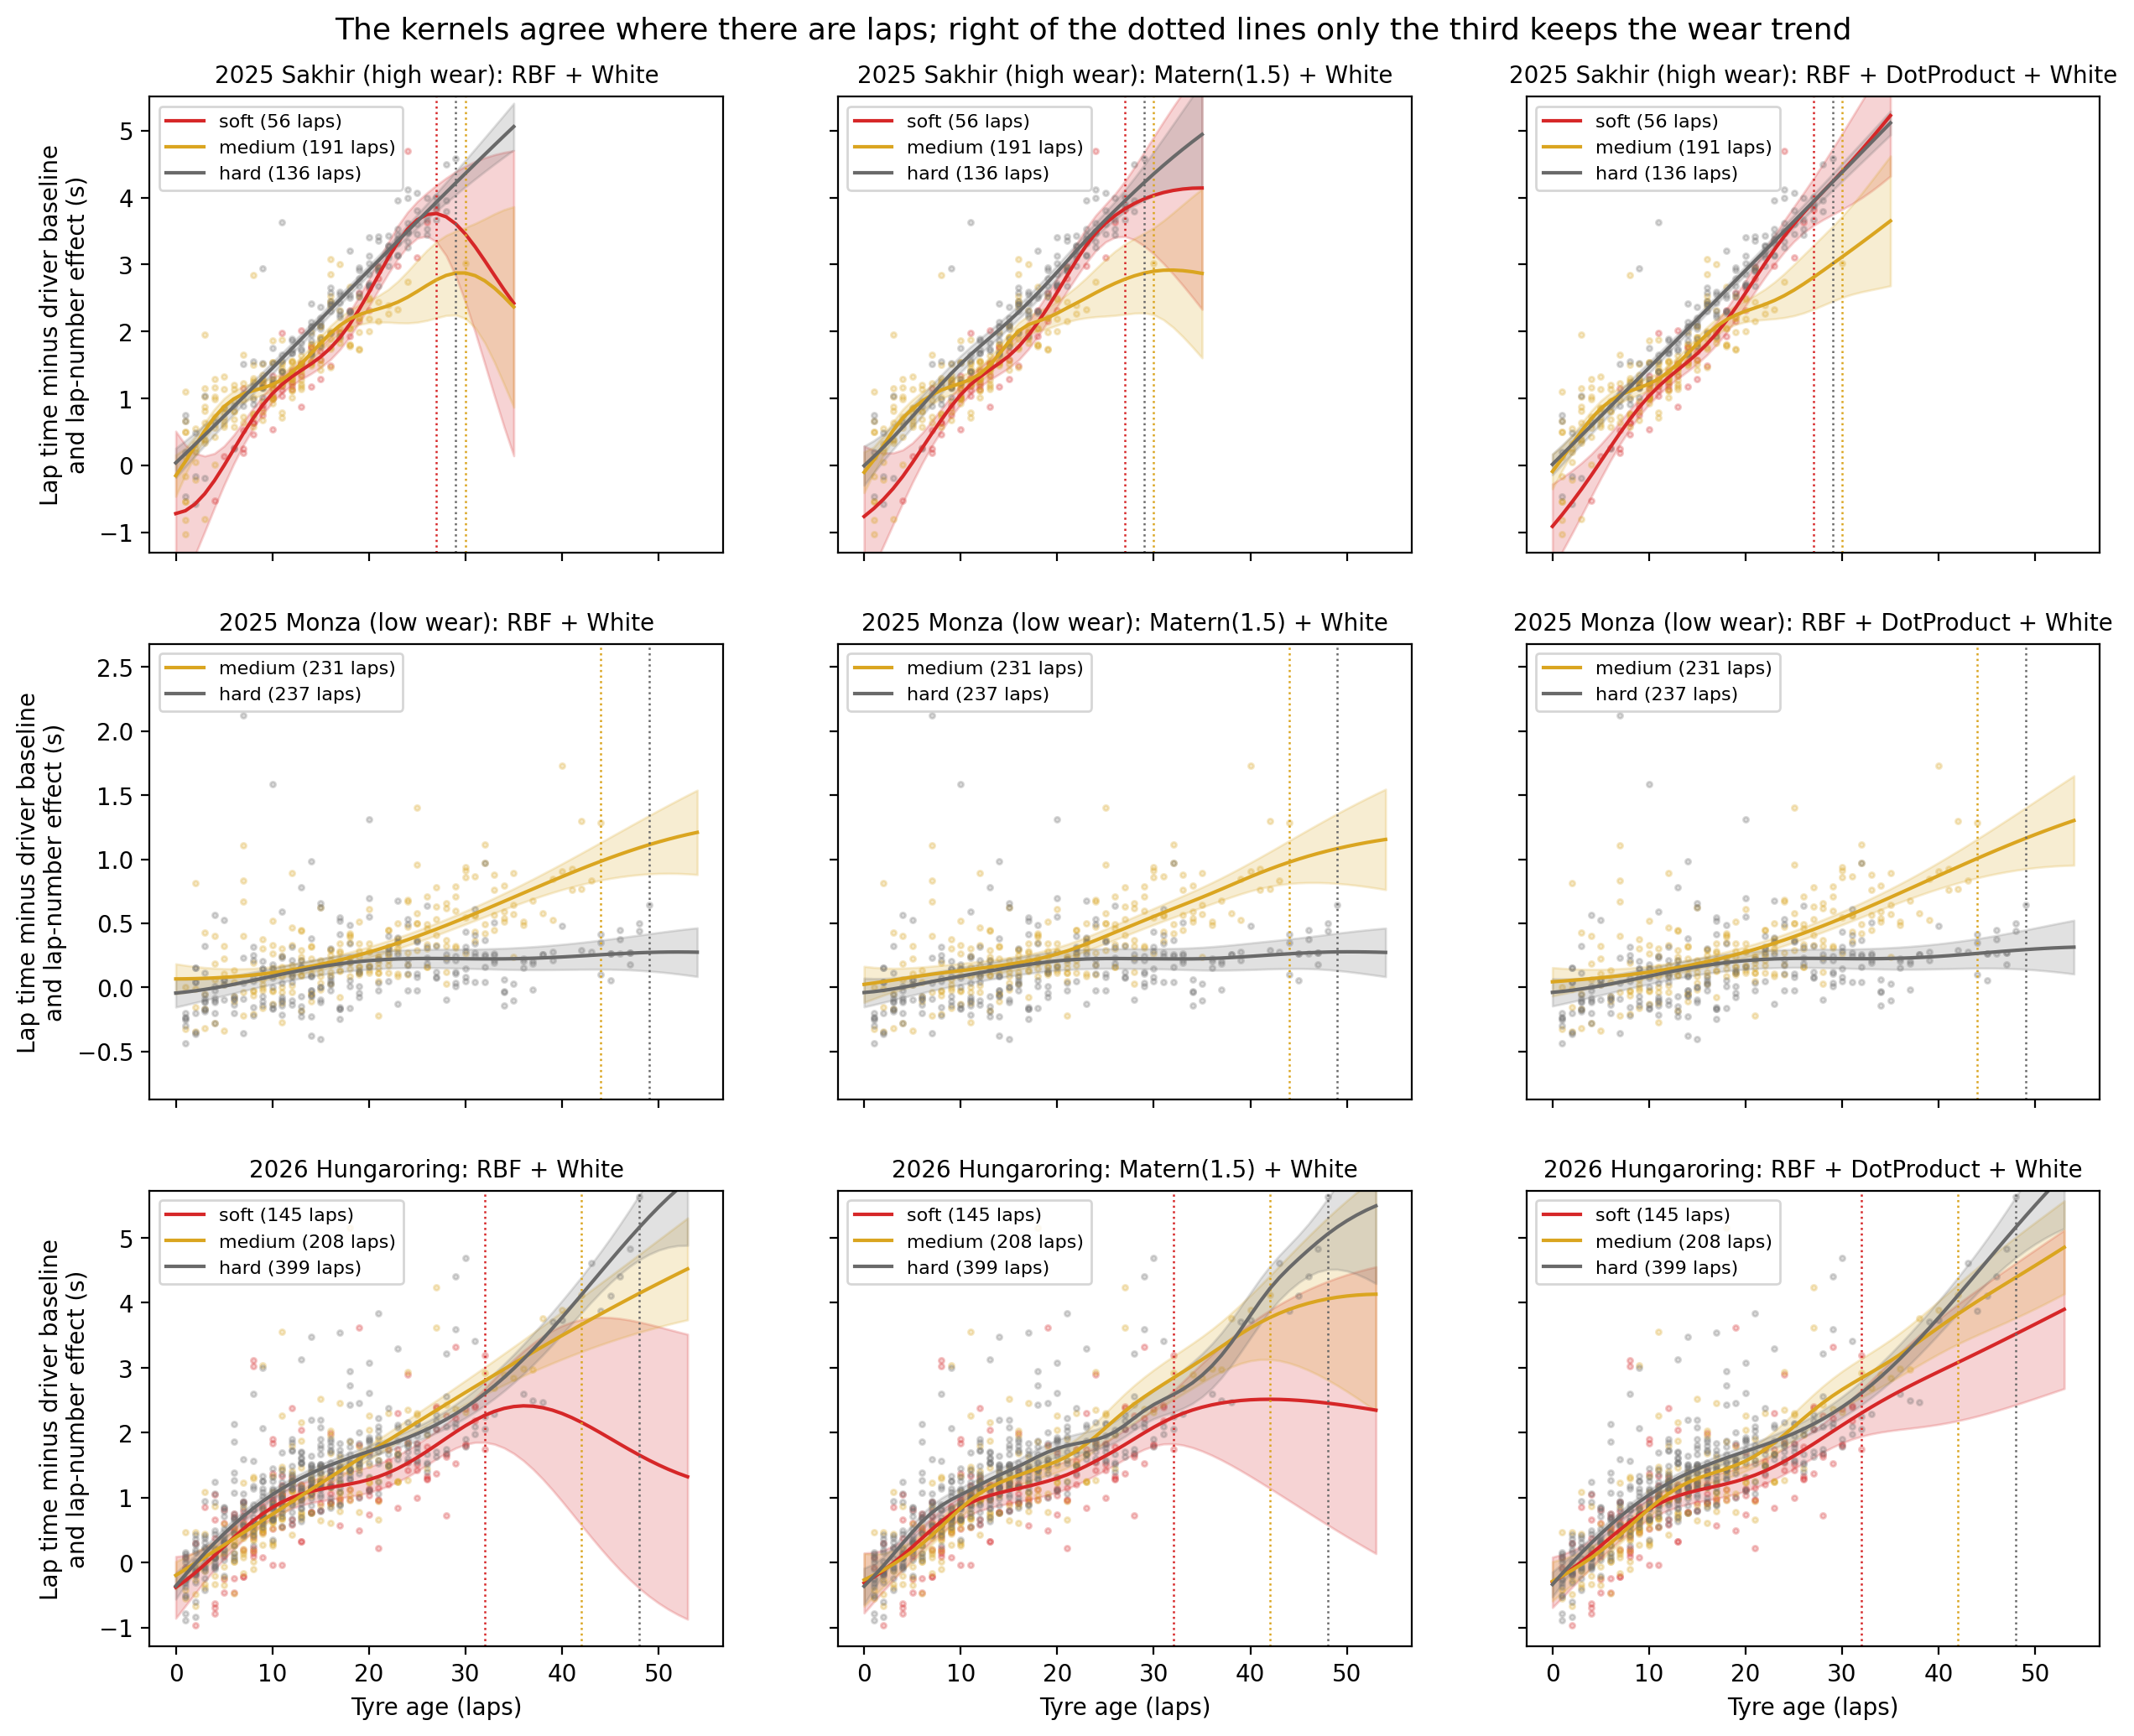 The kernels agree where there are laps; right of the dotted lines only the third keeps the wear trend
2025 Sakhir (high wear): RBF + White
2025 Sakhir (high wear): Matern(1.5) + White
2025 Sakhir (high wear): RBF + DotProduct + White
Lap time minus driver baseline
and lap-number effect (s)
5
4
3
2
1
0
−1
soft (56 laps)
medium (191 laps)
hard (136 laps)
soft (56 laps)
medium (191 laps)
hard (136 laps)
soft (56 laps)
medium (191 laps)
hard (136 laps)
2025 Monza (low wear): RBF + White
2025 Monza (low wear): Matern(1.5) + White
2025 Monza (low wear): RBF + DotProduct + White
Lap time minus driver baseline
and lap-number effect (s)
2.5
2.0
1.5
1.0
0.5
0.0
−0.5
medium (231 laps)
hard (237 laps)
medium (231 laps)
hard (237 laps)
medium (231 laps)
hard (237 laps)
2026 Hungaroring: RBF + White
2026 Hungaroring: Matern(1.5) + White
2026 Hungaroring: RBF + DotProduct + White
Lap time minus driver baseline
and lap-number effect (s)
5
4
3
2
1
0
−1
soft (145 laps)
medium (208 laps)
hard (399 laps)
soft (145 laps)
medium (208 laps)
hard (399 laps)
soft (145 laps)
medium (208 laps)
hard (399 laps)
0 10 20 30 40 50
0 10 20 30 40 50
0 10 20 30 40 50
Tyre age (laps)
Tyre age (laps)
Tyre age (laps)